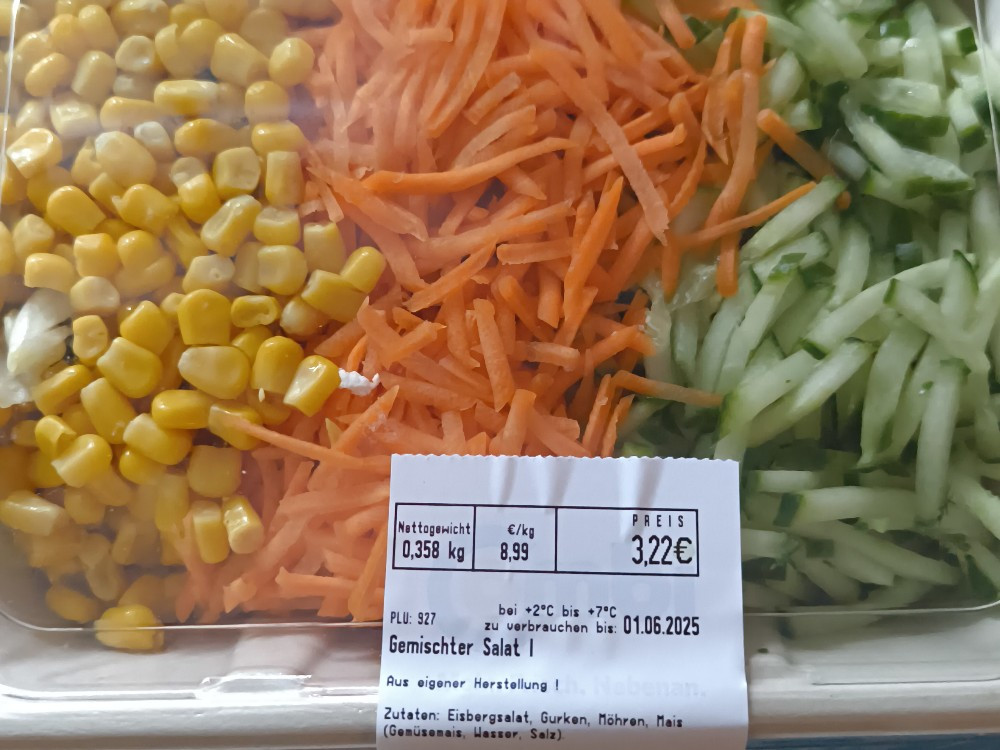 Nettogewicht €/kg PREIS
0,358 kg 8,99 3,22€
bei +2°C bis +7°C
PLU: 927 zu verbrauchen bis: 01.06.2025
Gemischter Salat I
Aus eigener Herstellung !
Zutaten: Eisbergsalat, Gurken, Möhren, Mais
(Gemüsemais, Wasser, Salz).